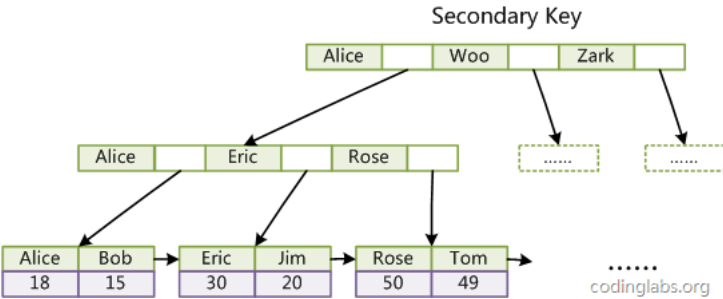 Secondary Key
Alice Woo Zark
Alice Eric Rose
...... ......
Alice Bob Eric Jim Rose Tom
18 15 30 20 50 49
......
codinglabs.org